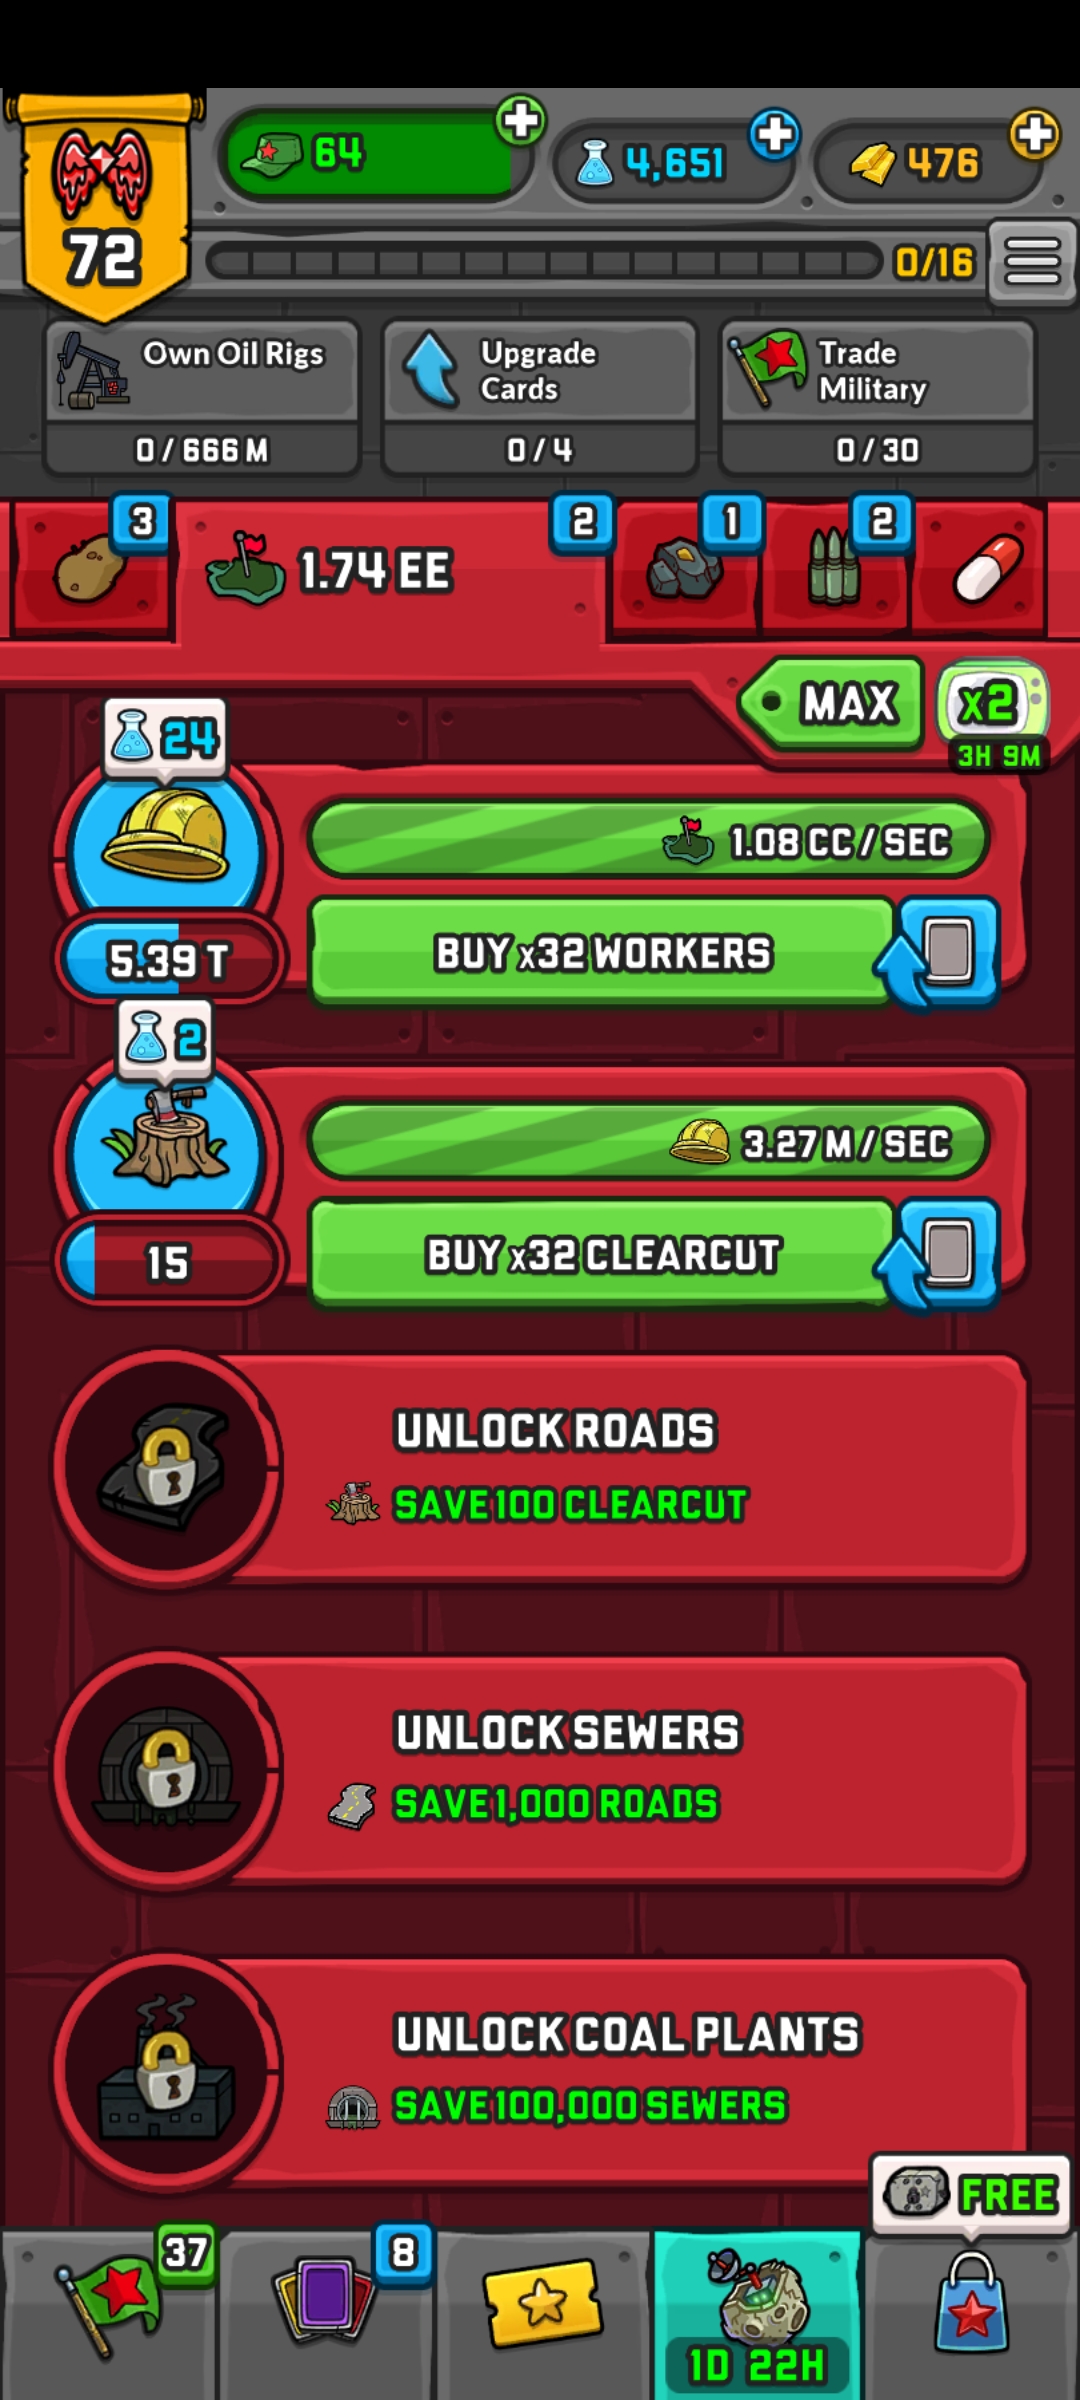 64
4,651
476
72
0/16
Own Oil Rigs
0 / 666 M
Upgrade
Cards
0 / 4
Trade
Military
0 / 30
3
1.74 EE
2
1
2
MAX
x2
3H 9M
24
1.08 CC / SEC
5.39 T
BUY x32 WORKERS
2
3.27 M / SEC
15
BUY x32 CLEARCUT
UNLOCK ROADS
SAVE 100 CLEARCUT
UNLOCK SEWERS
SAVE 1,000 ROADS
UNLOCK COAL PLANTS
SAVE 100,000 SEWERS
FREE
37
8
1D 22H